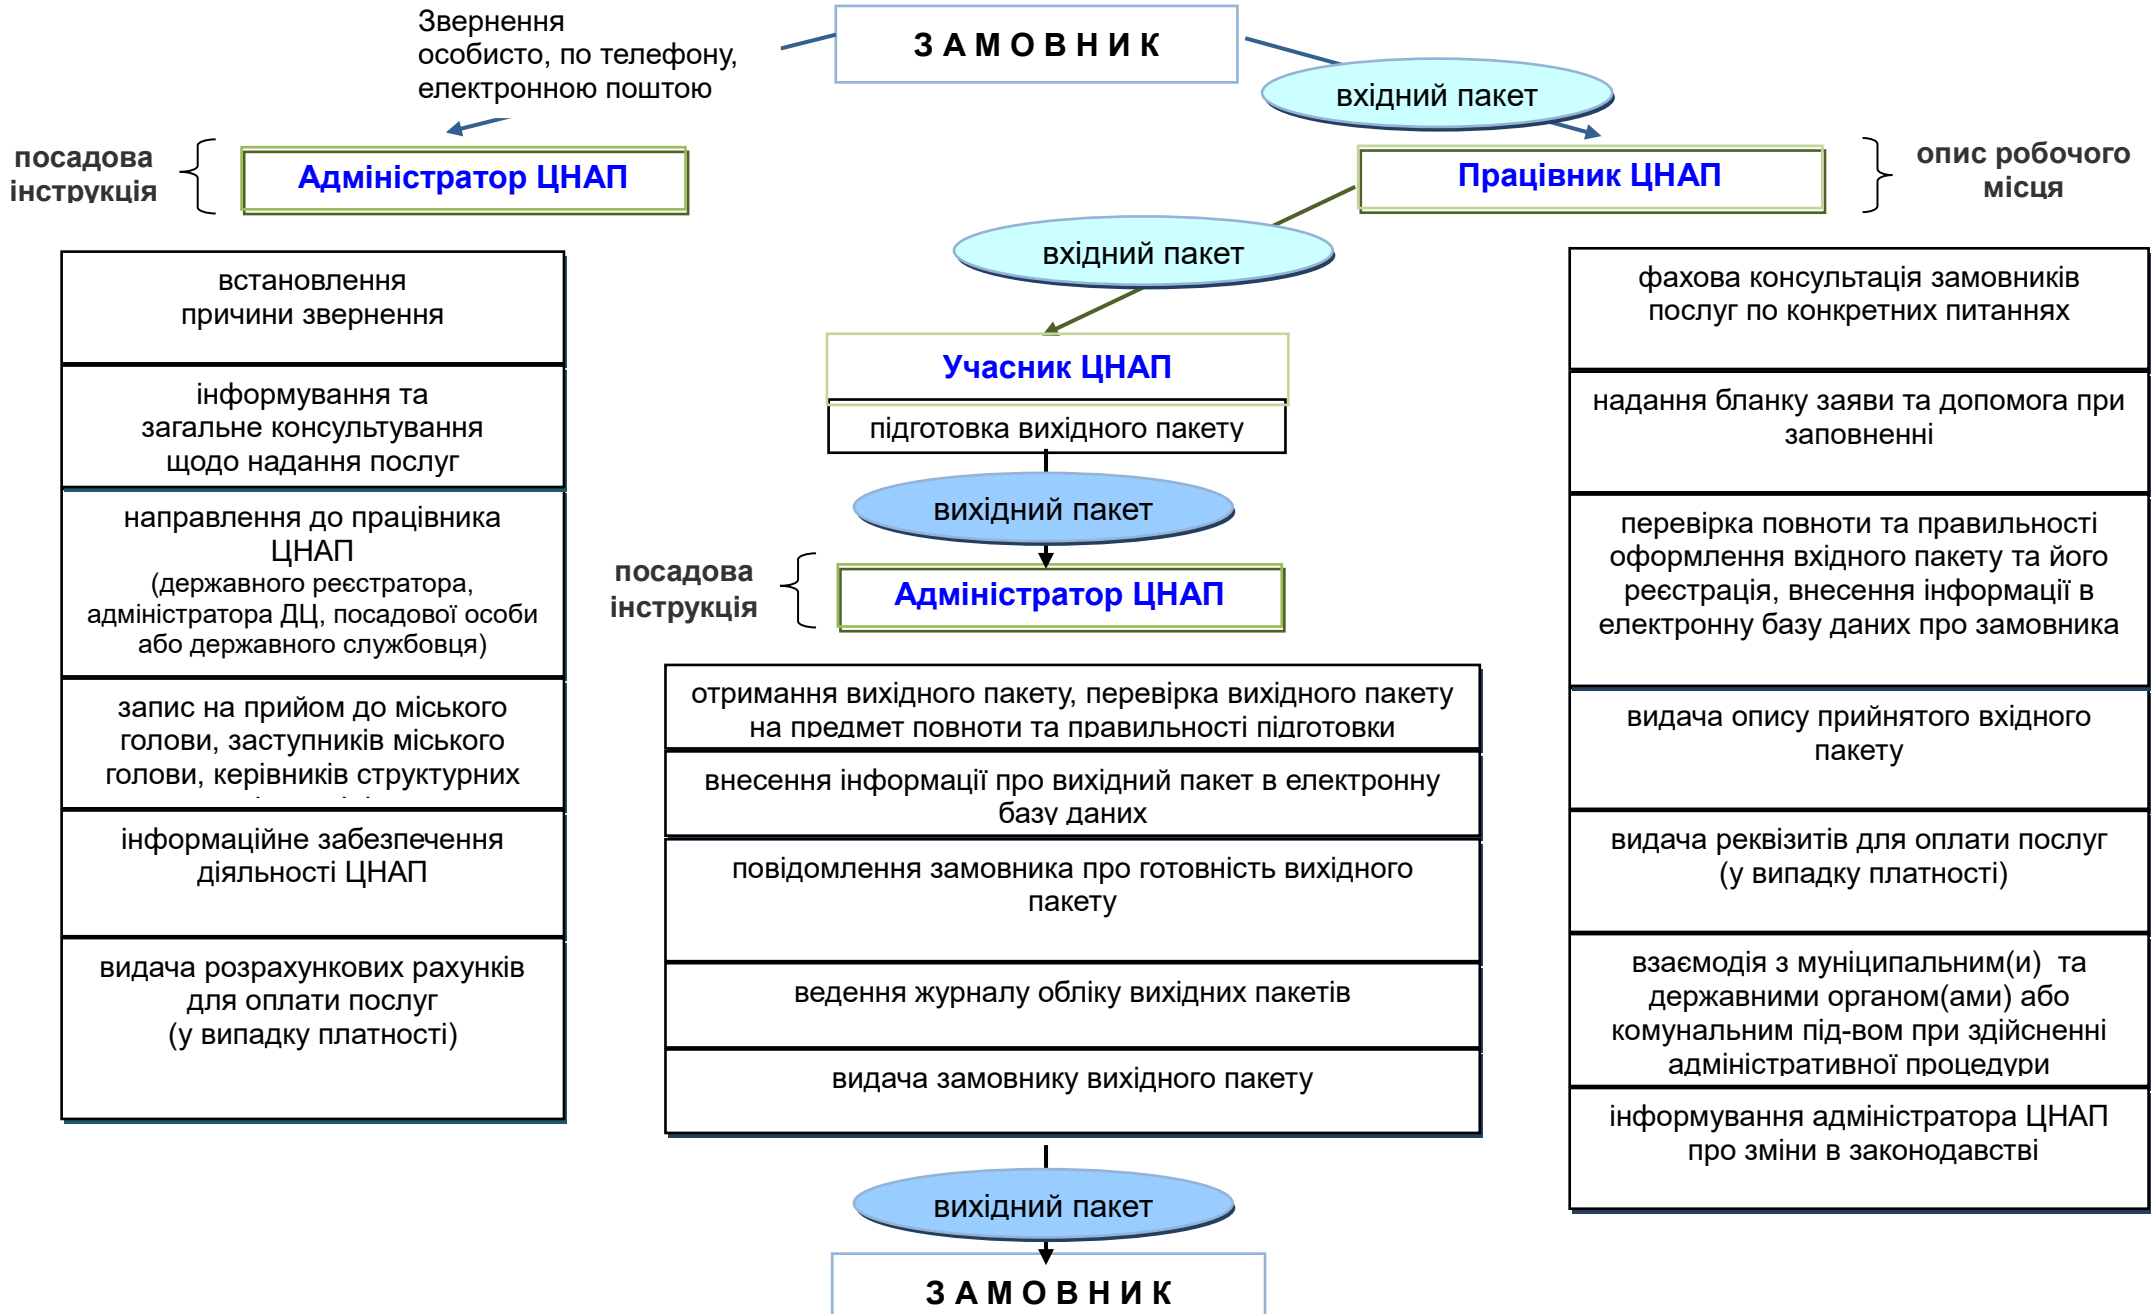 Звернення
особисто, по телефону,
електронною поштою
З А М О В Н И К
вхідний пакет
посадова
інструкція
Адміністратор ЦНАП
Працівник ЦНАП
опис робочого
місця
вхідний пакет
встановлення
причини звернення
інформування та
загальне консультування
щодо надання послуг
направлення до працівника
ЦНАП
(державного реєстратора,
адміністратора ДЦ, посадової особи
або державного службовця)
запис на прийом до міського
голови, заступників міського
голови, керівників структурних
інформаційне забезпечення
діяльності ЦНАП
видача розрахункових рахунків
для оплати послуг
(у випадку платності)
Учасник ЦНАП
підготовка вихідного пакету
вихідний пакет
посадова
інструкція
Адміністратор ЦНАП
отримання вихідного пакету, перевірка вихідного пакету
на предмет повноти та правильності підготовки
внесення інформації про вихідний пакет в електронну
базу даних
повідомлення замовника про готовність вихідного
пакету
ведення журналу обліку вихідних пакетів
видача замовнику вихідного пакету
вихідний пакет
З А М О В Н И К
фахова консультація замовників
послуг по конкретних питаннях
надання бланку заяви та допомога при
заповненні
перевірка повноти та правильності
оформлення вхідного пакету та його
реєстрація, внесення інформації в
електронну базу даних про замовника
видача опису прийнятого вхідного
пакету
видача реквізитів для оплати послуг
(у випадку платності)
взаємодія з муніципальним(и) та
державними органом(ами) або
комунальним під-вом при здійсненні
адміністративної процедури
інформування адміністратора ЦНАП
про зміни в законодавстві